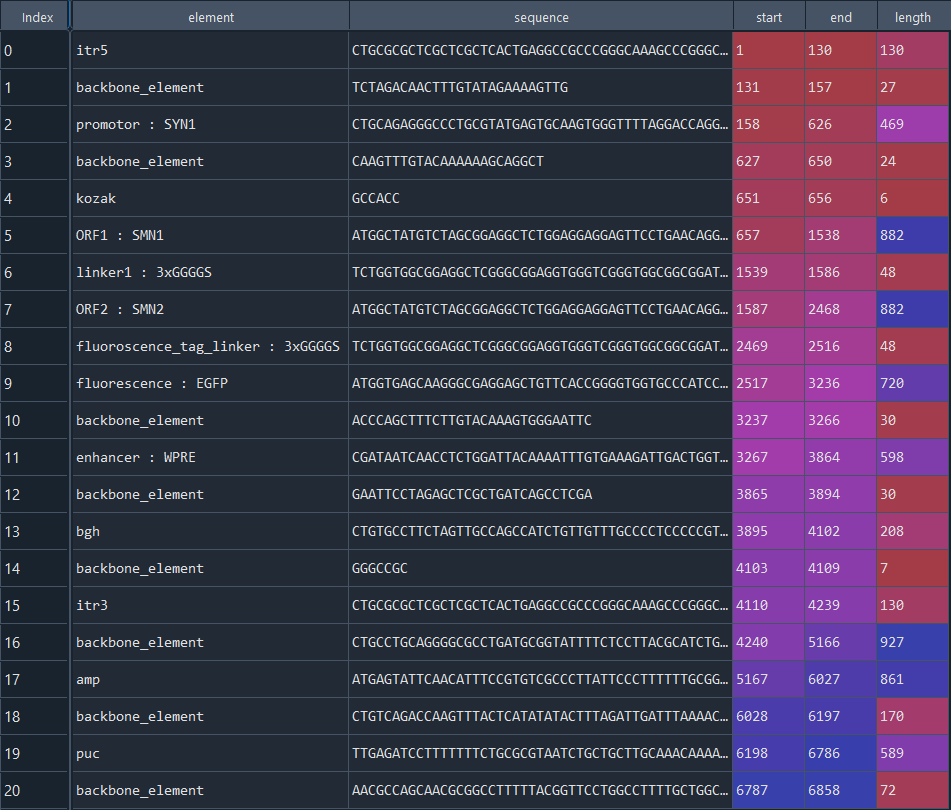 Index element sequence start end length
0 itr5 CTGCGCGCTCGCTCGCTCACTGAGGCCGCCCGGGCAAAGCCCGGGC… 1 130 130
1 backbone_element TCTAGACAACTTTGTATAGAAAAGTTG 131 157 27
2 promotor : SYN1 CTGCAGAGGGCCCTGCGTATGAGTGCAAGTGGGTTTTAGGACCAGG… 158 626 469
3 backbone_element CAAGTTTGTACAAAAAAGCAGGCT 627 650 24
4 kozak GCCACC 651 656 6
5 ORF1 : SMN1 ATGGCTATGTCTAGCGGAGGCTCTGGAGGAGGAGTTCCTGAACAGG… 657 1538 882
6 linker1 : 3xGGGGS TCTGGTGGCGGAGGCTCGGGCGGAGGTGGGTCGGGTGGCGGCGGAT… 1539 1586 48
7 ORF2 : SMN2 ATGGCTATGTCTAGCGGAGGCTCTGGAGGAGGAGTTCCTGAACAGG… 1587 2468 882
8 fluoroscence_tag_linker : 3xGGGGS TCTGGTGGCGGAGGCTCGGGCGGAGGTGGGTCGGGTGGCGGCGGAT… 2469 2516 48
9 fluorescence : EGFP ATGGTGAGCAAGGGCGAGGAGCTGTTCACCGGGGTGGTGCCCATCC… 2517 3236 720
10 backbone_element ACCCAGCTTTCTTGTACAAAGTGGGAATTC 3237 3266 30
11 enhancer : WPRE CGATAATCAACCTCTGGATTACAAAATTTGTGAAAGATTGACTGGT… 3267 3864 598
12 backbone_element GAATTCCTAGAGCTCGCTGATCAGCCTCGA 3865 3894 30
13 bgh CTGTGCCTTCTAGTTGCCAGCCATCTGTTGTTTGCCCCTCCCCCGT… 3895 4102 208
14 backbone_element GGGCCGC 4103 4109 7
15 itr3 CTGCGCGCTCGCTCGCTCACTGAGGCCGCCCGGGCAAAGCCCGGGC… 4110 4239 130
16 backbone_element CTGCCTGCAGGGGCGCCTGATGCGGTATTTTCTCCTTACGCATCTG… 4240 5166 927
17 amp ATGAGTATTCAACATTTCCGTGTCGCCCTTATTCCCTTTTTTGCGG… 5167 6027 861
18 backbone_element CTGTCAGACCAAGTTTACTCATATATACTTTAGATTGATTTAAAAC… 6028 6197 170
19 puc TTGAGATCCTTTTTTTCTGCGCGTAATCTGCTGCTTGCAAACAAAA… 6198 6786 589
20 backbone_element AACGCCAGCAACGCGGCCTTTTTACGGTTCCTGGCCTTTTGCTGGC… 6787 6858 72